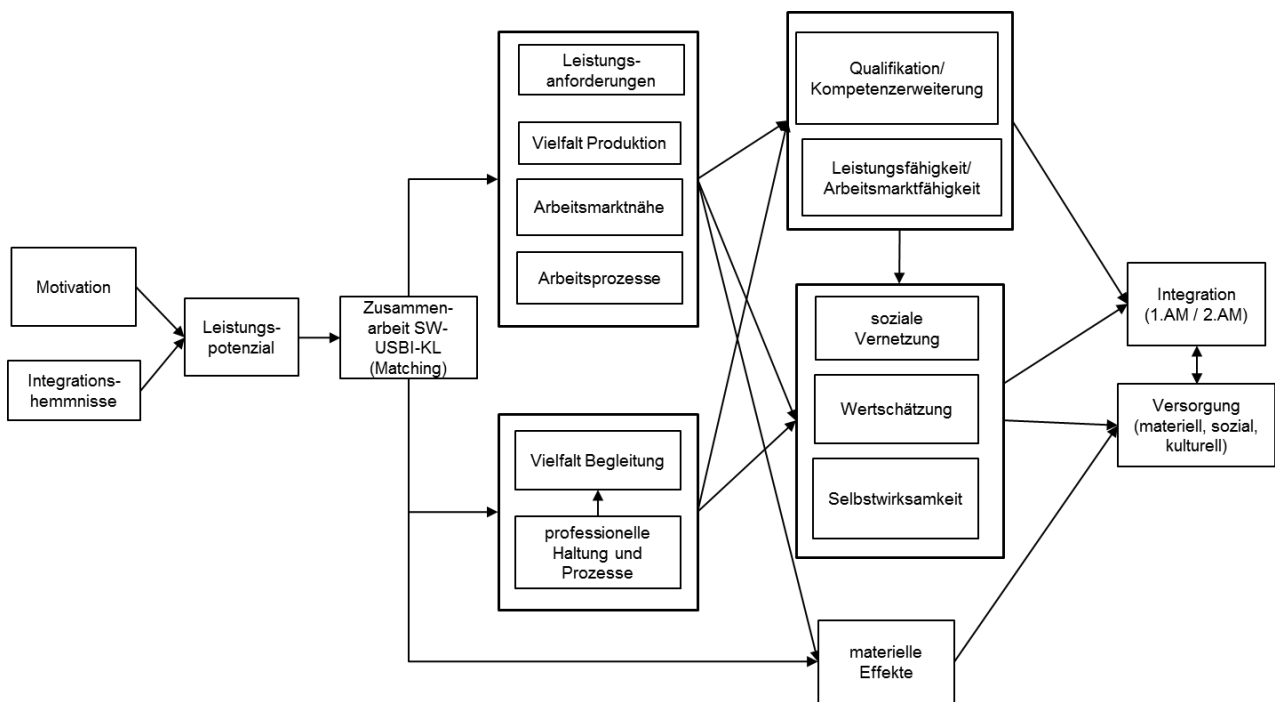 Motivation
Integrations-
hemmnisse
Leistungs-
potenzial
Zusammen-
arbeit SW-
USBI-KL
(Matching)
Leistungs-
anforderungen
Vielfalt Produktion
Arbeitsmarktnähe
Arbeitsprozesse
Vielfalt Begleitung
professionelle
Haltung und
Prozesse
Qualifikation/
Kompetenzerweiterung
Leistungsfähigkeit/
Arbeitsmarktfähigkeit
soziale
Vernetzung
Wertschätzung
Selbstwirksamkeit
materielle
Effekte
Integration
(1.AM / 2.AM)
Versorgung
(materiell, sozial,
kulturell)